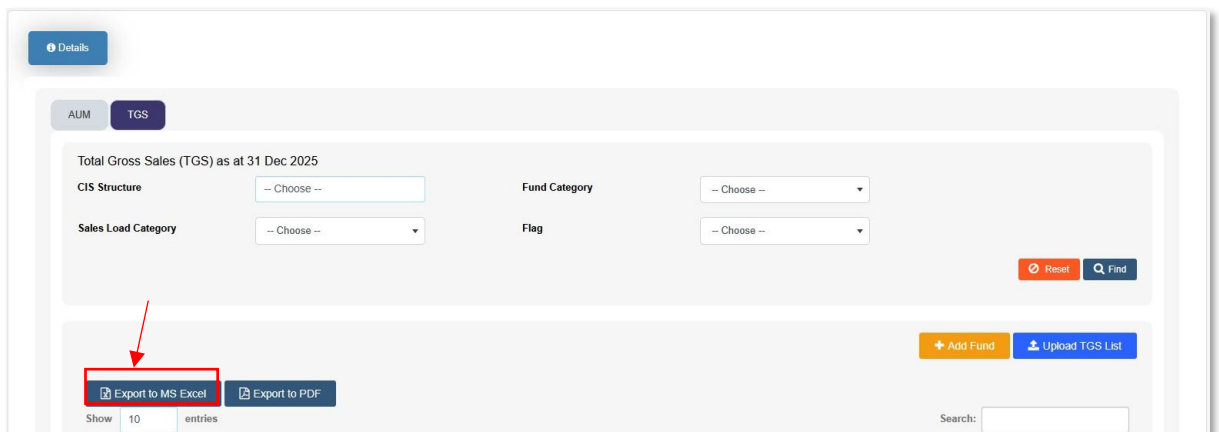 Details
AUM TGS
Total Gross Sales (TGS) as at 31 Dec 2025
CIS Structure -- Choose -- Fund Category -- Choose --
Sales Load Category -- Choose -- Flag -- Choose --
Reset Find
Add Fund Upload TGS List
Export to MS Excel Export to PDF
Show 10 entries Search: